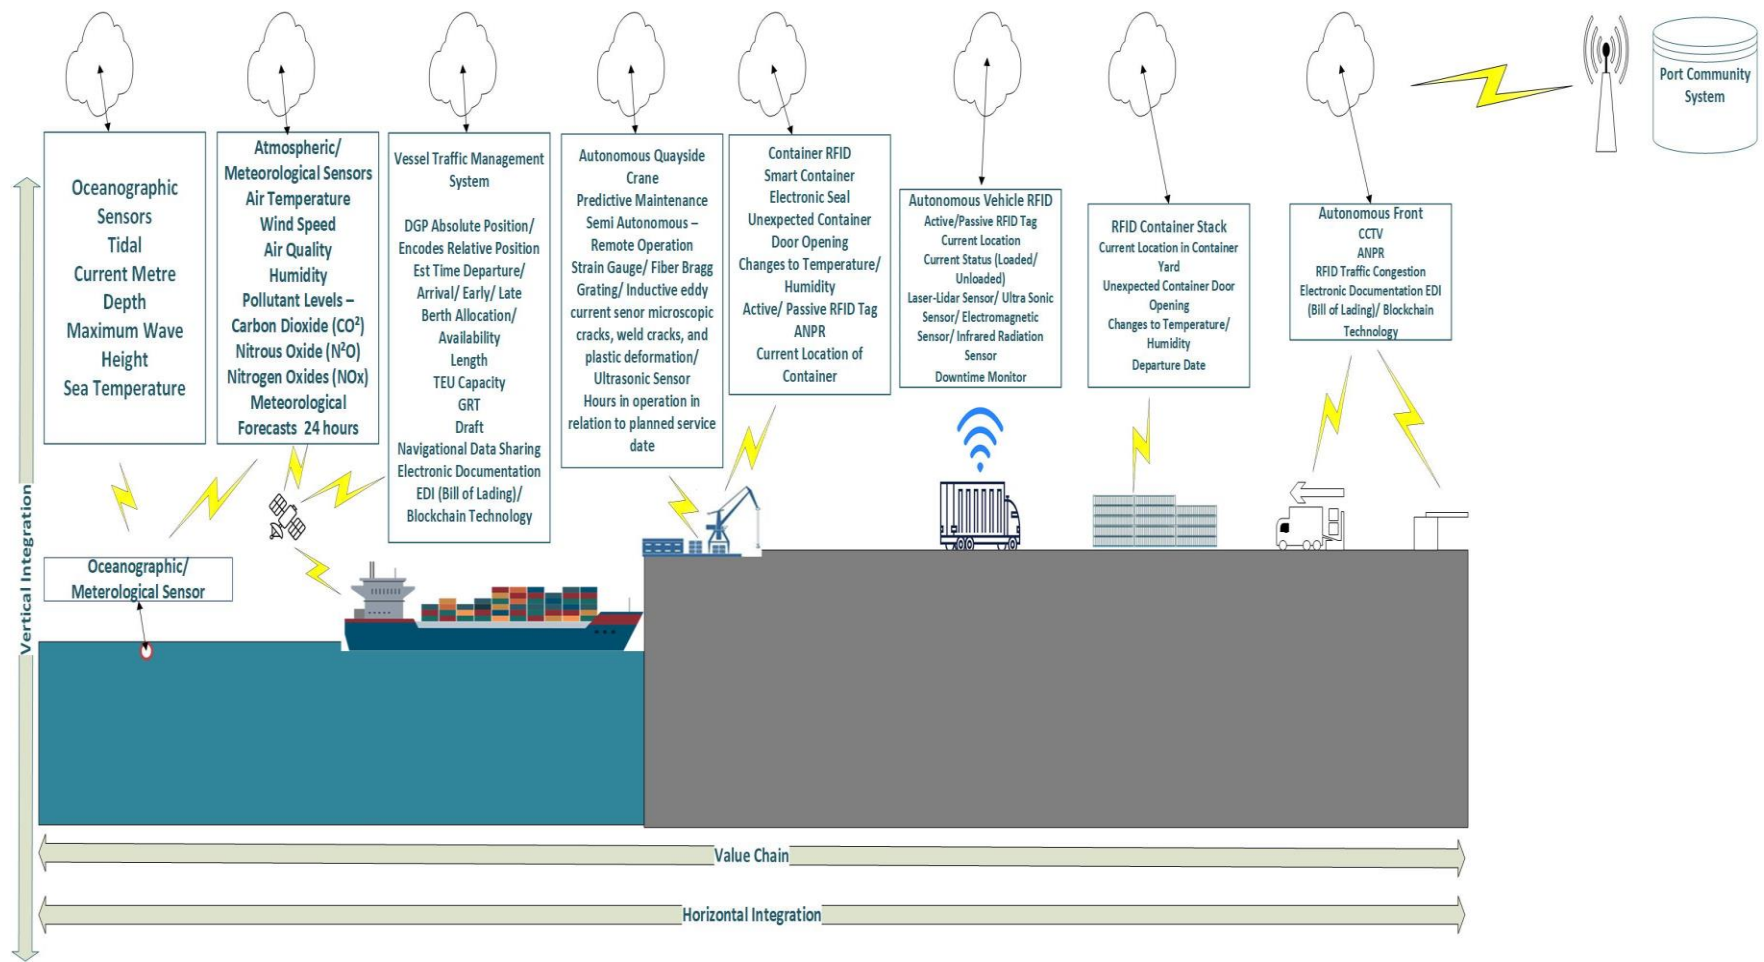 Port Community
System
Oceanographic
Sensors
Tidal
Current Metre
Depth
Maximum Wave
Height
Sea Temperature
Atmospheric/
Meteorological Sensors
Air Temperature
Wind Speed
Air Quality
Humidity
Pollutant Levels –
Carbon Dioxide (CO²)
Nitrous Oxide (N²O)
Nitrogen Oxides (NOx)
Meteorological
Forecasts 24 hours
Vessel Traffic Management
System
DGP Absolute Position/
Encodes Relative Position
Est Time Departure/
Arrival/ Early/ Late
Berth Allocation/
Availability
Length
TEU Capacity
GRT
Draft
Navigational Data Sharing
Electronic Documentation
EDI (Bill of Lading)/
Blockchain Technology
Autonomous Quayside
Crane
Predictive Maintenance
Semi Autonomous –
Remote Operation
Strain Gauge/ Fiber Bragg
Grating/ Inductive eddy
current senor microscopic
cracks, weld cracks, and
plastic deformation/
Ultrasonic Sensor
Hours in operation in
relation to planned service
date
Container RFID
Smart Container
Electronic Seal
Unexpected Container
Door Opening
Changes to Temperature/
Humidity
Active/ Passive RFID Tag
ANPR
Current Location of
Container
Autonomous Vehicle RFID
Active/Passive RFID Tag
Current Location
Current Status (Loaded/
Unloaded)
Laser-Lidar Sensor/ Ultra Sonic
Sensor/ Electromagnetic
Sensor/ Infrared Radiation
Sensor
Downtime Monitor
RFID Container Stack
Current Location in Container
Yard
Unexpected Container Door
Opening
Changes to Temperature/
Humidity
Departure Date
Autonomous Front
CCTV
ANPR
RFID Traffic Congestion
Electronic Documentation EDI
(Bill of Lading)/ Blockchain
Technology
Oceanographic/
Meterological Sensor
Vertical Integration
Value Chain
Horizontal Integration